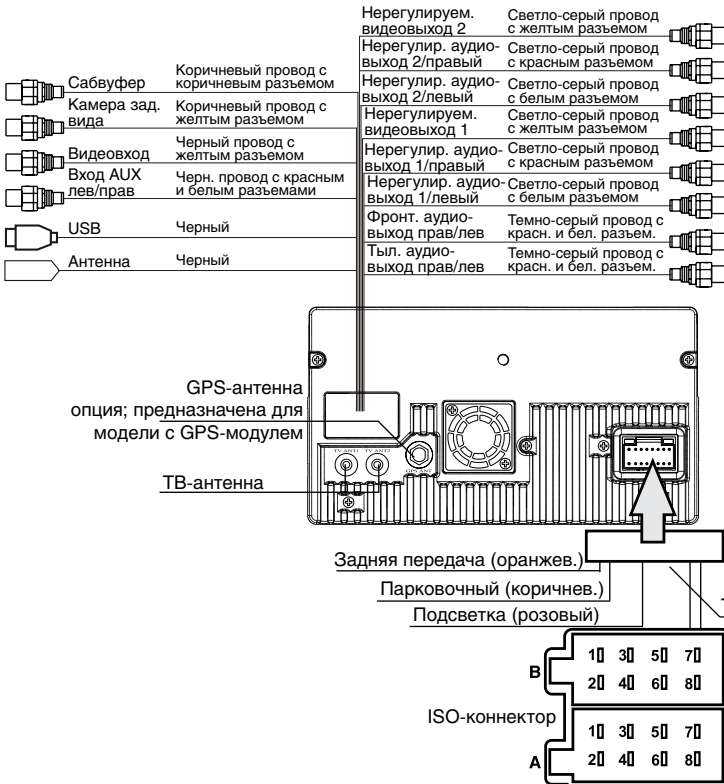 Нерегулируем.
видеовыход 2
Светло-серый провод
с желтым разъемом
Нерегулир. аудио-
выход 2/правый
Светло-серый провод
с красным разъемом
Нерегулир. аудио-
выход 2/левый
Светло-серый провод
с белым разъемом
Нерегулируем.
видеовыход 1
Светло-серый провод
с желтым разъемом
Нерегулир. аудио-
выход 1/правый
Светло-серый провод
с красным разъемом
Нерегулир. аудио-
выход 1/левый
Светло-серый провод
с белым разъемом
Фронт. аудио-
выход прав/лев
Темно-серый провод с
красн. и бел. разъем.
Тыл. аудио-
выход прав/лев
Темно-серый провод с
красн. и бел. разъем.
Сабвуфер
Коричневый провод с
коричневым разъемом
Камера зад.
вида
Коричневый провод с
желтым разъемом
Видеовход
Черный провод с
желтым разъемом
Вход AUX
лев/прав
Черн. провод с красным
и белым разъемами
USB
Черный
Антенна
Черный
GPS-антенна
опция; предназначена для
модели с GPS-модулем
TV ANT1 TV ANT2
GPS ANT
ТВ-антенна
Задняя передача (оранжев.)
Парковочный (коричнев.)
Подсветка (розовый)
B
1 3 5 7
2 4 6 8
ISO-коннектор
A
1 3 5 7
2 4 6 8